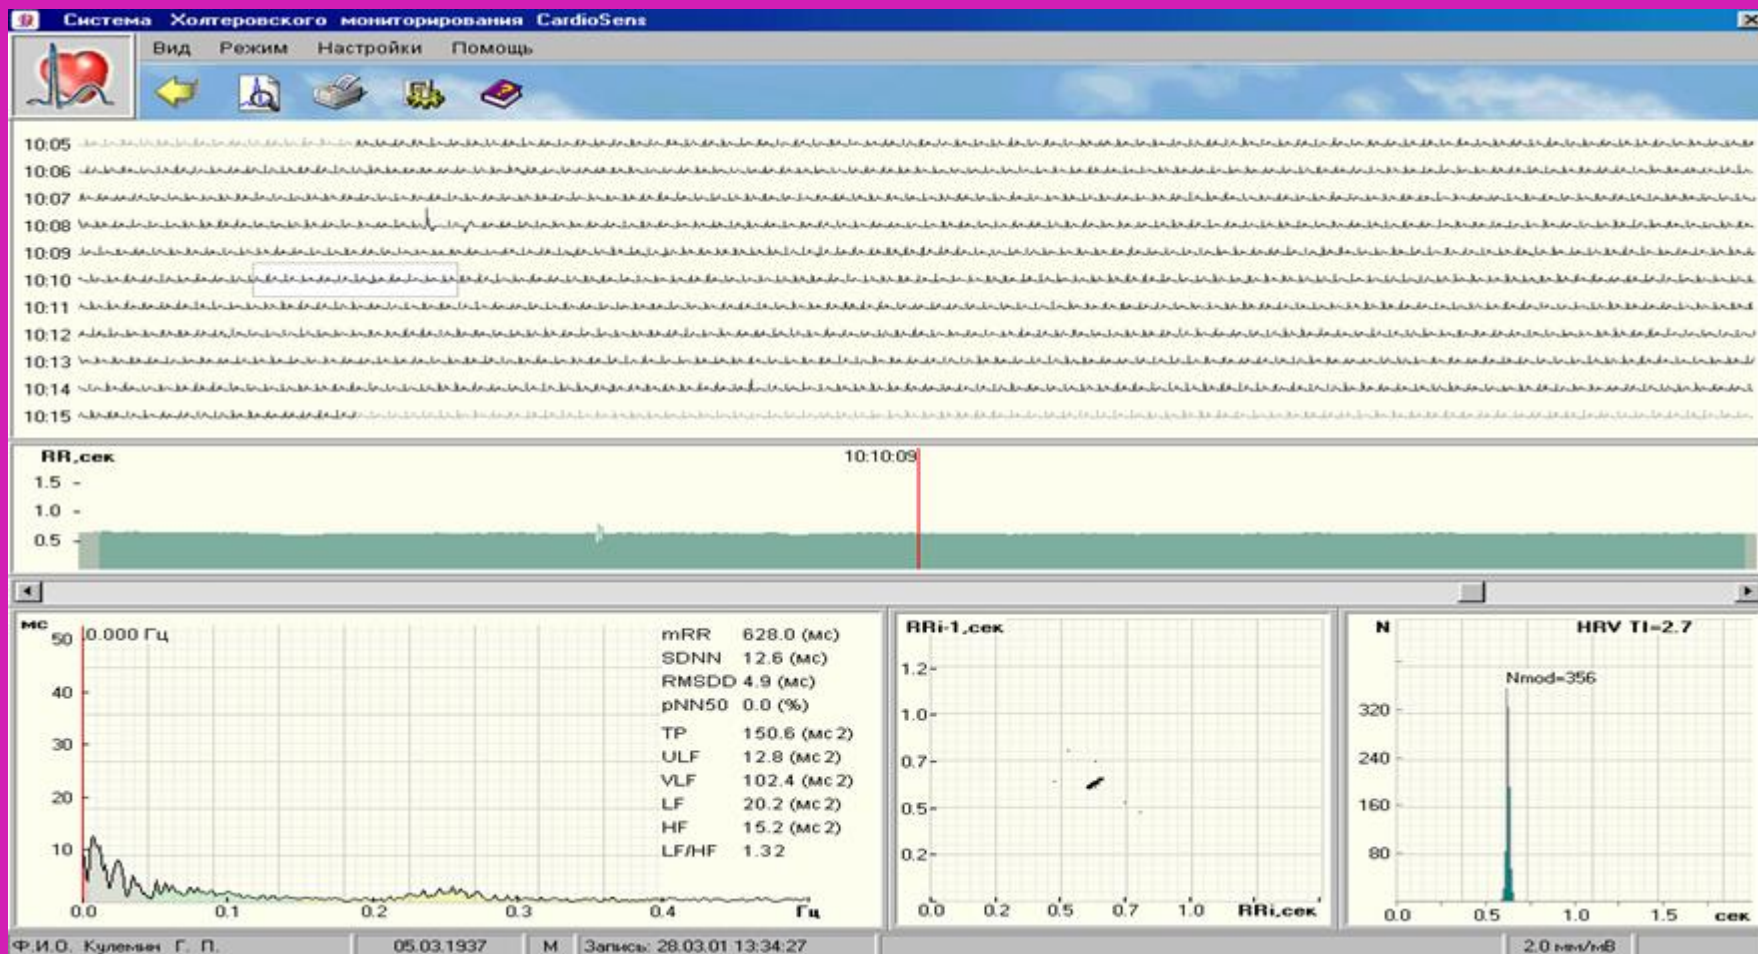 Система Холтеровского мониторирования CardioSens
Вид Режим Настройки Помощь
10:05
10:06
10:07
10:08
10:09
10:10
10:11
10:12
10:13
10:14
10:15
RR,сек
10:10:09
1.5
1.0
0.5
мс
50
40
30
20
10
0.000 Гц
mRR 628.0 (мс)
SDNN 12.6 (мс)
RMSDD 4.9 (мс)
pNN50 0.0 (%)
TP 150.6 (мс2)
ULF 12.8 (мс2)
VLF 102.4 (мс2)
LF 20.2 (мс2)
HF 15.2 (мс2)
LF/HF 1.32
0.0 0.1 0.2 0.3 0.4 Гц
RRi-1,сек
1.2
1.0
0.7
0.5
0.2
0.0 0.2 0.5 0.7 1.0 RRi,сек
N HRV TI=2.7
Nmod=356
320
240
160
80
0.0 0.5 1.0 1.5 сек
Ф.И.О. Кулемин Г. П. 05.03.1937 М Запись: 28.03.01 13:34:27 2.0 мм/мВ